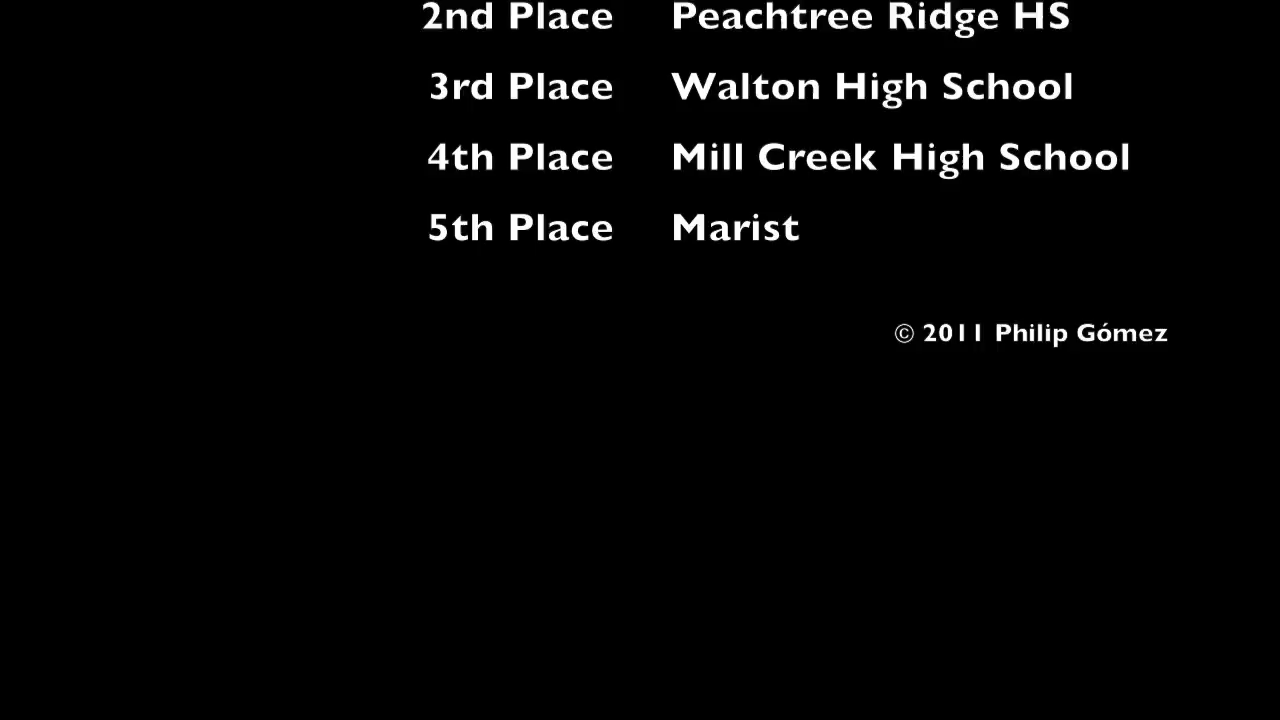 2nd Place Peachtree Ridge HS
3rd Place Walton High School
4th Place Mill Creek High School
5th Place Marist
© 2011 Philip Gómez